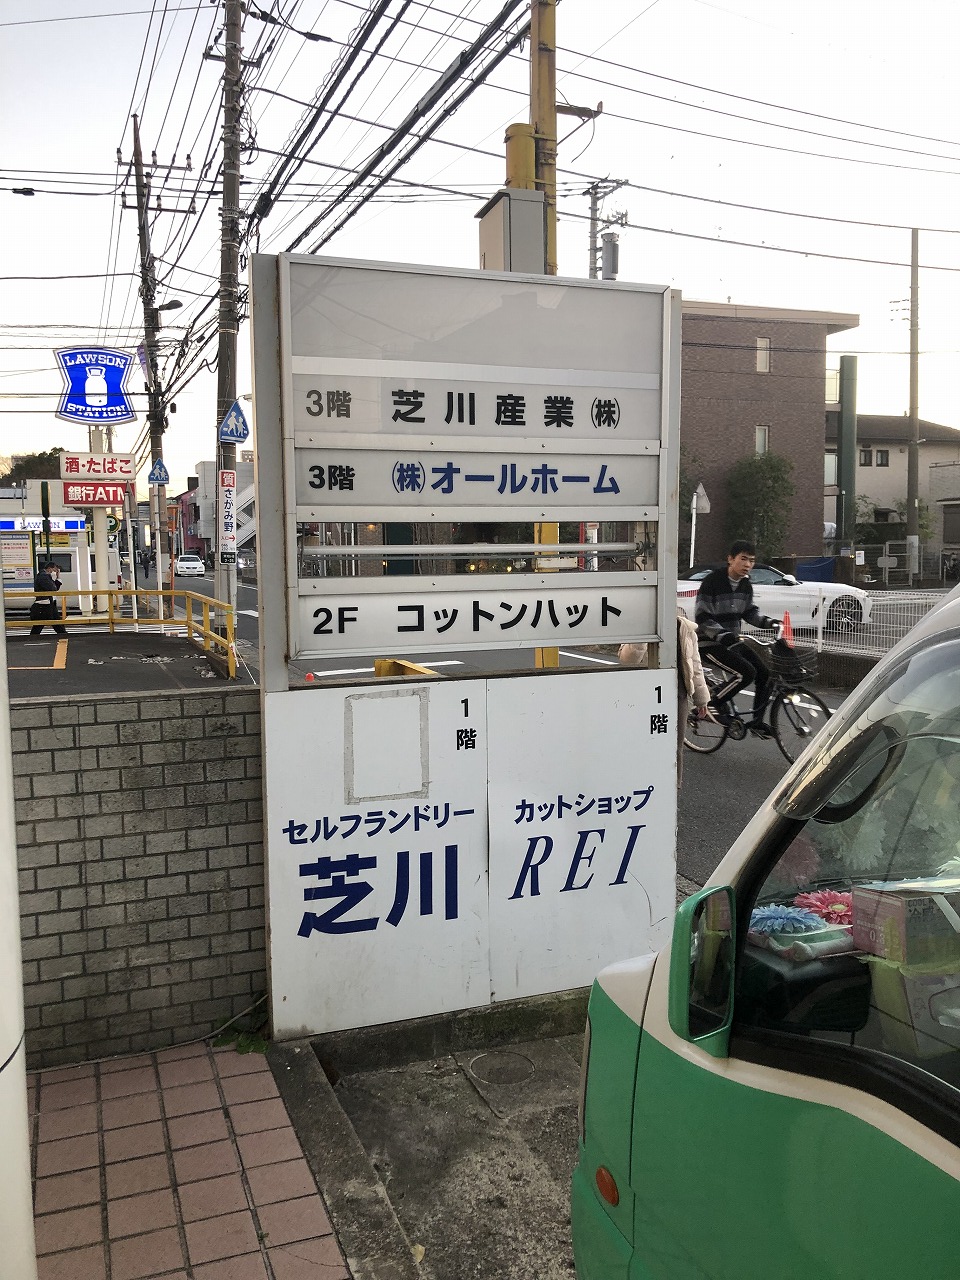 3階 芝川産業㈱
3階 ㈱オールホーム
2F コットンハット
1階
セルフランドリー
芝川
1階
カットショップ
REI
LAWSON
STATION
酒・たばこ
銀行ATM
LAWSON
質
さがみ野